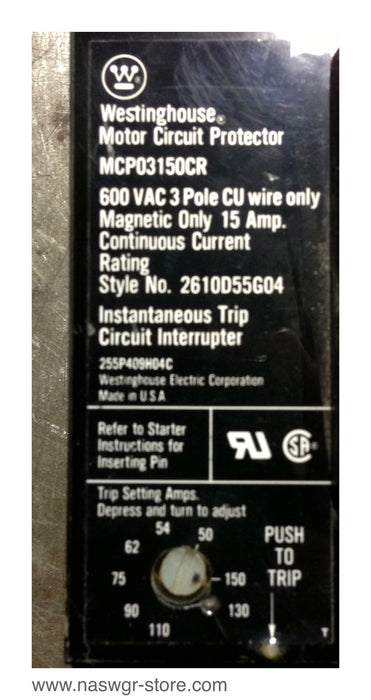 W
Westinghouse®
Motor Circuit Protector
MCP03150CR
600 VAC 3 Pole CU wire only
Magnetic Only 15 Amp.
Continuous Current
Rating
Style No. 2610D55G04
Instantaneous Trip
Circuit Interrupter
255P409H04C
Westinghouse Electric Corporation
Made in U S A
Refer to Starter
Instructions for
Inserting Pin
SA®
Trip Setting Amps.
Depress and turn to adjust
54
50
62
75
150
90
130
110
PUSH
TO
TRIP
T
www.naswgr-store.com